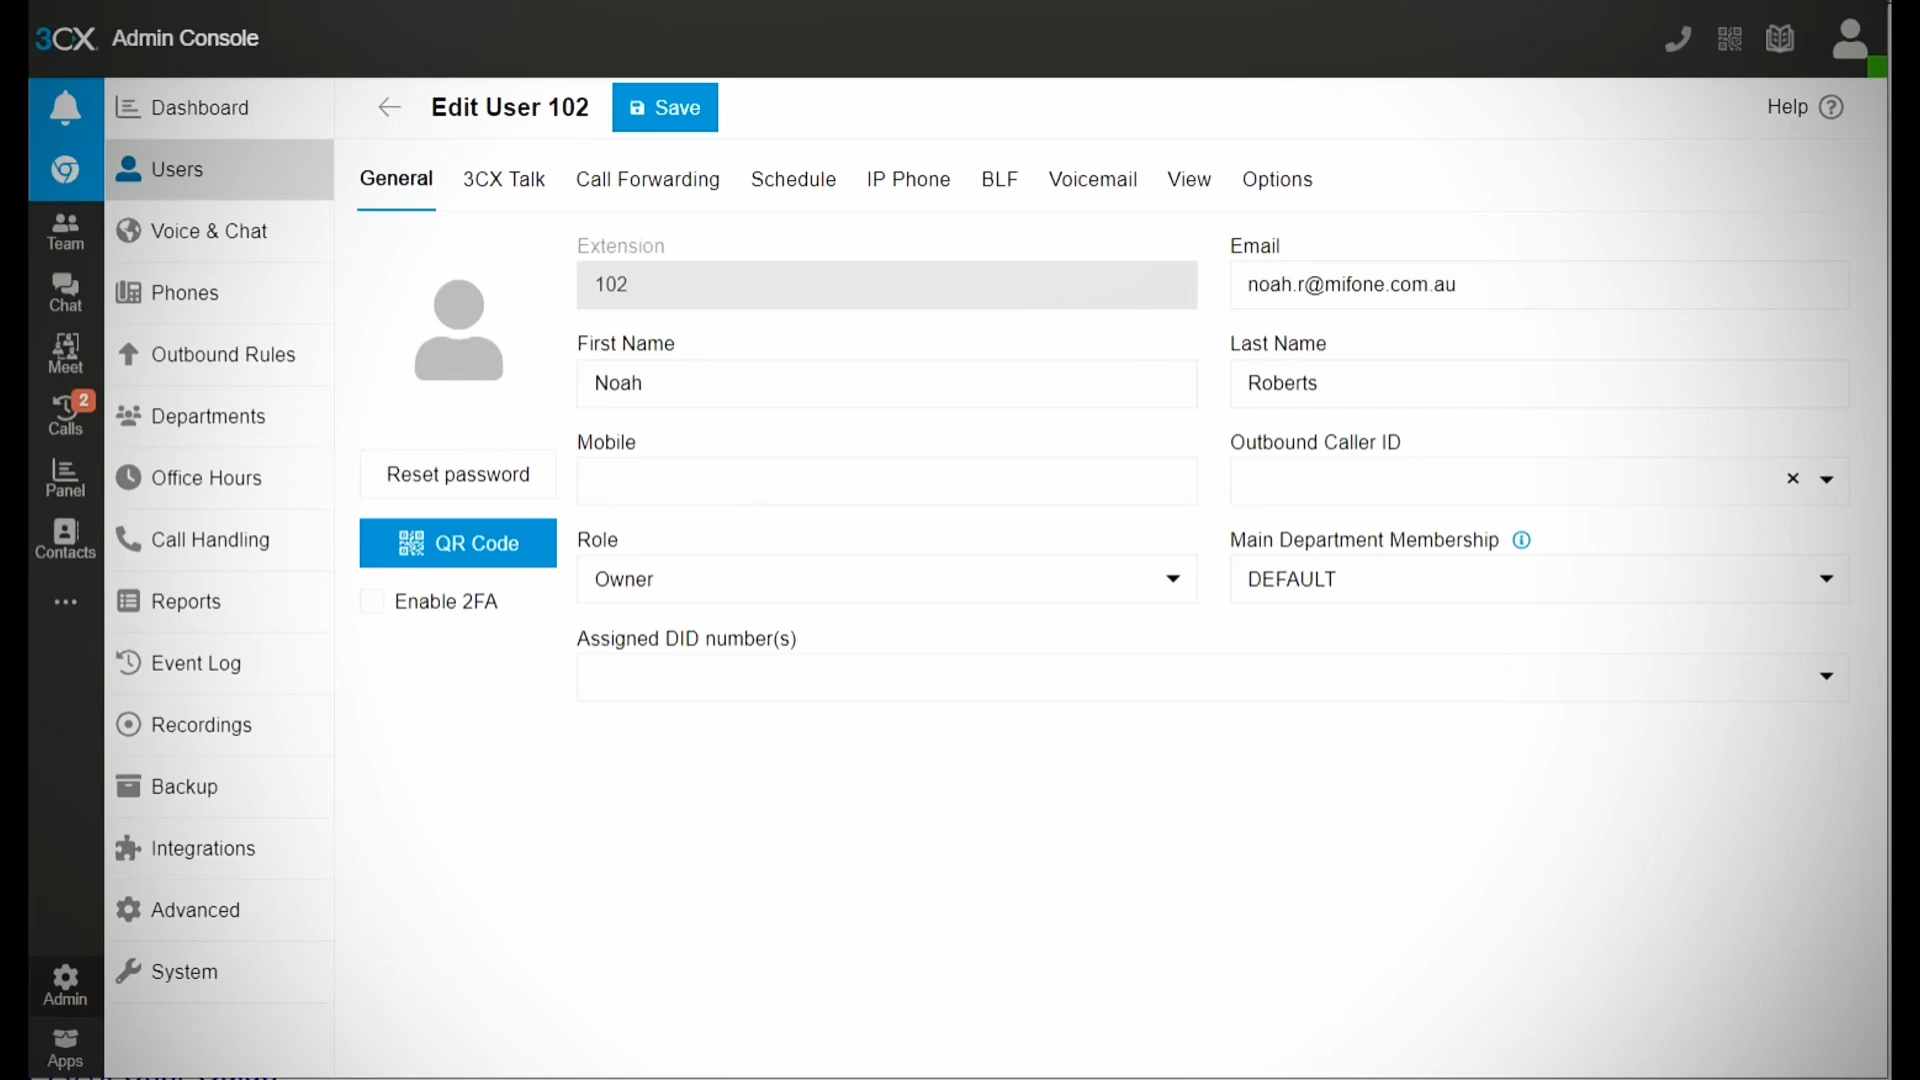 3CX Admin Console
Edit User 102
Save
Help
Team
Chat
Meet
2
Calls
Panel
Contacts
Admin
Apps
Dashboard
Users
Voice & Chat
Phones
Outbound Rules
Departments
Office Hours
Call Handling
Reports
Event Log
Recordings
Backup
Integrations
Advanced
System
General 3CX Talk Call Forwarding Schedule IP Phone BLF Voicemail View Options
Reset password
QR Code
Enable 2FA
Extension
102
Email
noah.r@mifone.com.au
First Name
Noah
Last Name
Roberts
Mobile
Outbound Caller ID
Role
Owner
Main Department Membership
DEFAULT
Assigned DID number(s)